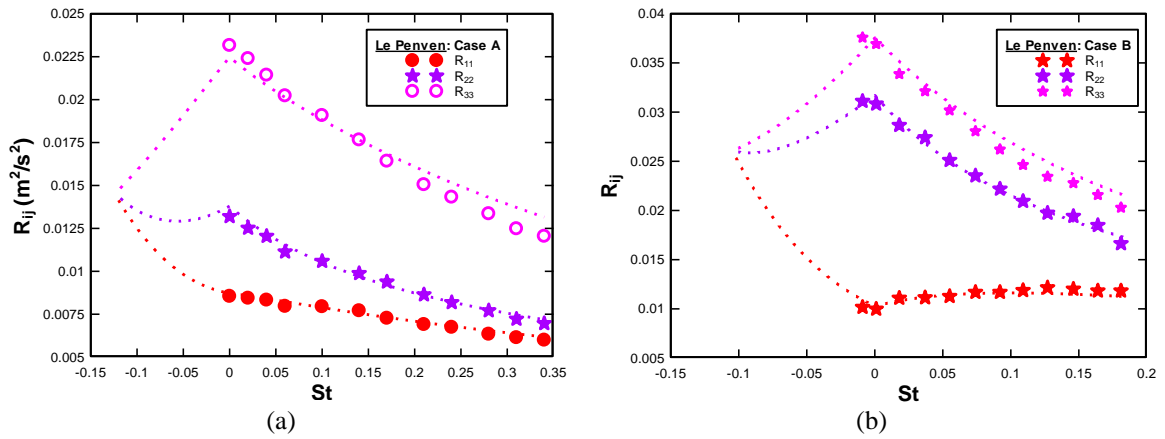 Le Penven: Case A
R11
R22
R33
Rij (m²/s²)
0.025
0.0225
0.02
0.0175
0.015
0.0125
0.01
0.0075
0.005
-0.15 -0.1 -0.05 0 0.05 0.1 0.15 0.2 0.25 0.3 0.35
St
(a)
Le Penven: Case B
R11
R22
R33
Rij
0.04
0.035
0.03
0.025
0.02
0.015
0.01
0.005
-0.15 -0.1 -0.05 0 0.05 0.1 0.15 0.2
St
(b)